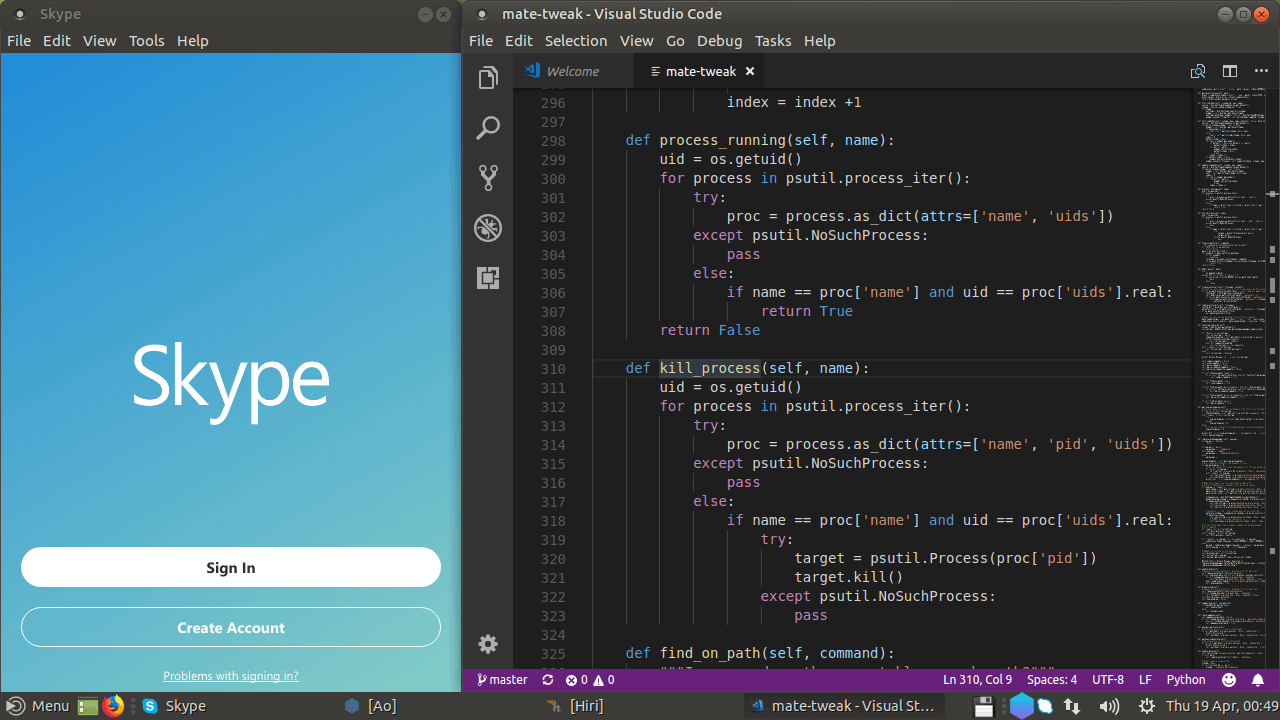 Skype
File Edit View Tools Help
Skype
Sign In
Create Account
Problems with signing in?
mate-tweak - Visual Studio Code
File Edit Selection View Go Debug Tasks Help
Welcome mate-tweak
296 index = index +1
297
298 def process_running(self, name):
299 uid = os.getuid()
300 for process in psutil.process_iter():
301 try:
302 proc = process.as_dict(attrs=['name', 'uids'])
303 except psutil.NoSuchProcess:
304 pass
305 else:
306 if name == proc['name'] and uid == proc['uids'].real:
307 return True
308 return False
309
310 def kill_process(self, name):
311 uid = os.getuid()
312 for process in psutil.process_iter():
313 try:
314 proc = process.as_dict(attrs=['name', 'pid', 'uids'])
315 except psutil.NoSuchProcess:
316 pass
317 else:
318 if name == proc['name'] and uid == proc['uids'].real:
319 try:
320 target = psutil.Process(proc['pid'])
321 target.kill()
322 except psutil.NoSuchProcess:
323 pass
324
325 def find_on_path(self, command):
master 0 0 Ln 310, Col 9 Spaces: 4 UTF-8 LF Python
Menu Skype [Ao] [Hiri] mate-tweak - Visual St... Thu 19 Apr, 00:49